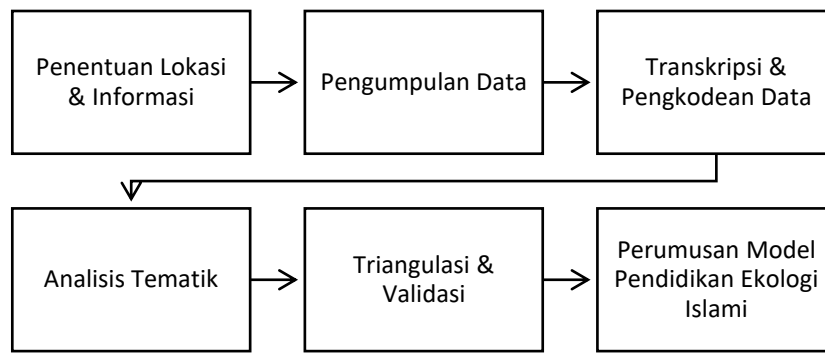 Penentuan Lokasi
& Informasi
Pengumpulan Data
Transkripsi &
Pengkodean Data
Analisis Tematik
Triangulasi &
Validasi
Perumusan Model
Pendidikan Ekologi
Islami